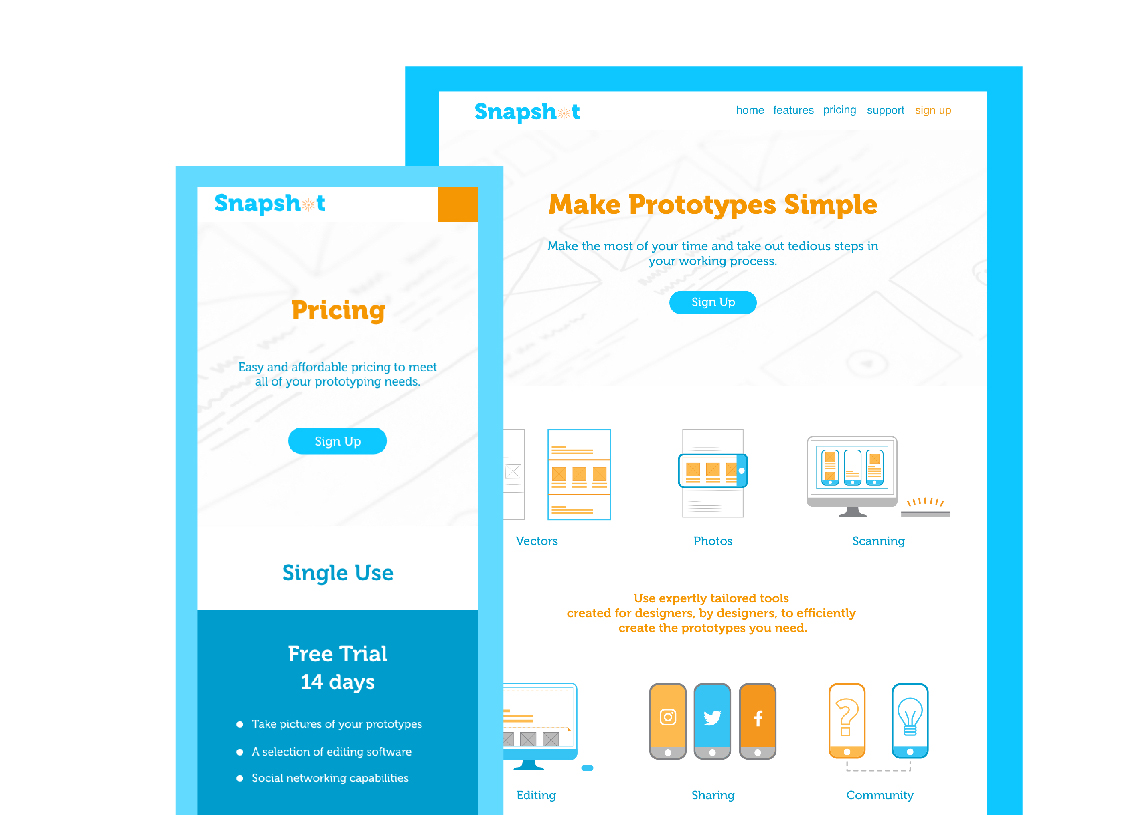 Snapshot
home features pricing support sign up
Make Prototypes Simple
Make the most of your time and take out tedious steps in
your working process.
Sign Up
Vectors
Photos
Scanning
Use expertly tailored tools
created for designers, by designers, to efficiently
create the prototypes you need.
?
Editing
Sharing
Community
Snapshot
Pricing
Easy and affordable pricing to meet
all of your prototyping needs.
Sign Up
Single Use
Free Trial
14 days
Take pictures of your prototypes
A selection of editing software
Social networking capabilities